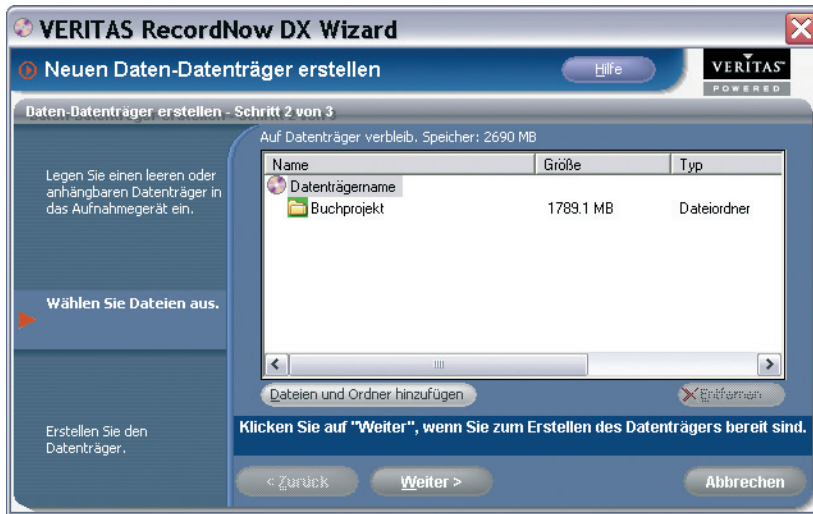 VERITAS RecordNow DX Wizard
Neuen Daten-Datenträger erstellen
Hilfe
VERITAS™
POWERED
Daten-Datenträger erstellen - Schritt 2 von 3
Auf Datenträger verbleib. Speicher: 2690 MB
Legen Sie einen leeren oder
anhängbaren Datenträger in
das Aufnahmegerät ein.
Wählen Sie Dateien aus.
Erstellen Sie den
Datenträger.
Name Größe Typ
Datenträgername
Buchprojekt 1789.1 MB Dateiordner
Dateien und Ordner hinzufügen
Entfernen
Klicken Sie auf "Weiter", wenn Sie zum Erstellen des Datenträgers bereit sind.
< Zurück
Weiter >
Abbrechen